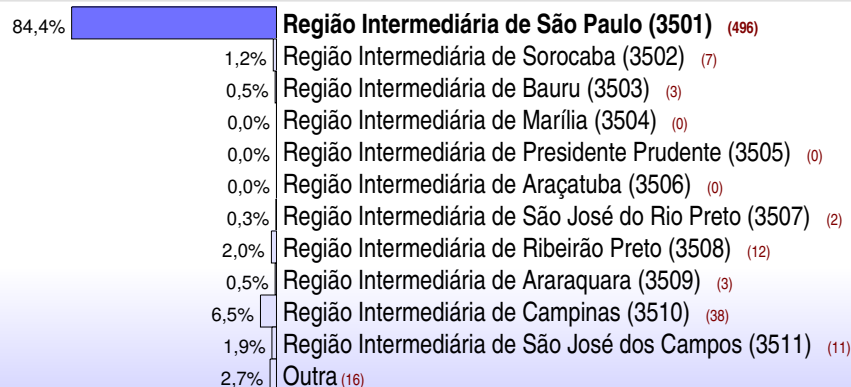 84,4% Região Intermediária de São Paulo (3501) (496)
1,2% Região Intermediária de Sorocaba (3502) (7)
0,5% Região Intermediária de Bauru (3503) (3)
0,0% Região Intermediária de Marília (3504) (0)
0,0% Região Intermediária de Presidente Prudente (3505) (0)
0,0% Região Intermediária de Araçatuba (3506) (0)
0,3% Região Intermediária de São José do Rio Preto (3507) (2)
2,0% Região Intermediária de Ribeirão Preto (3508) (12)
0,5% Região Intermediária de Araraquara (3509) (3)
6,5% Região Intermediária de Campinas (3510) (38)
1,9% Região Intermediária de São José dos Campos (3511) (11)
2,7% Outra (16)